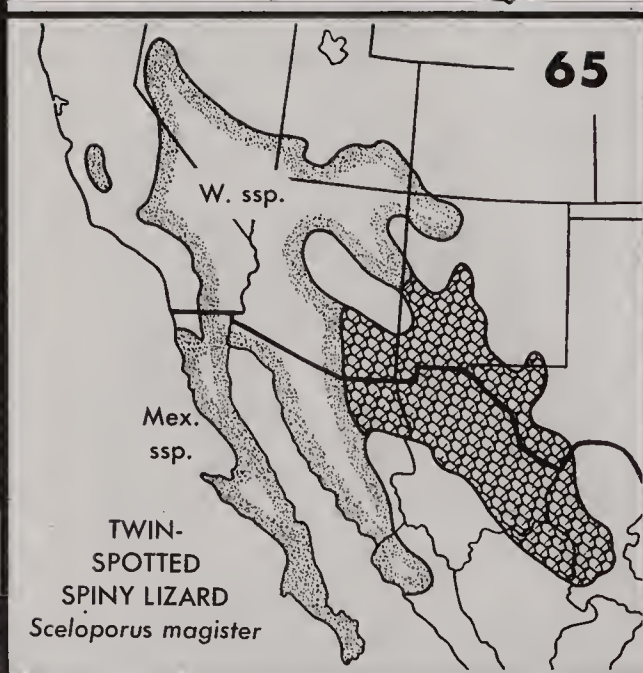 65
W. ssp.
Mex.
ssp.
TWIN-
SPOTTED
SPINY LIZARD
Sceloporus magister